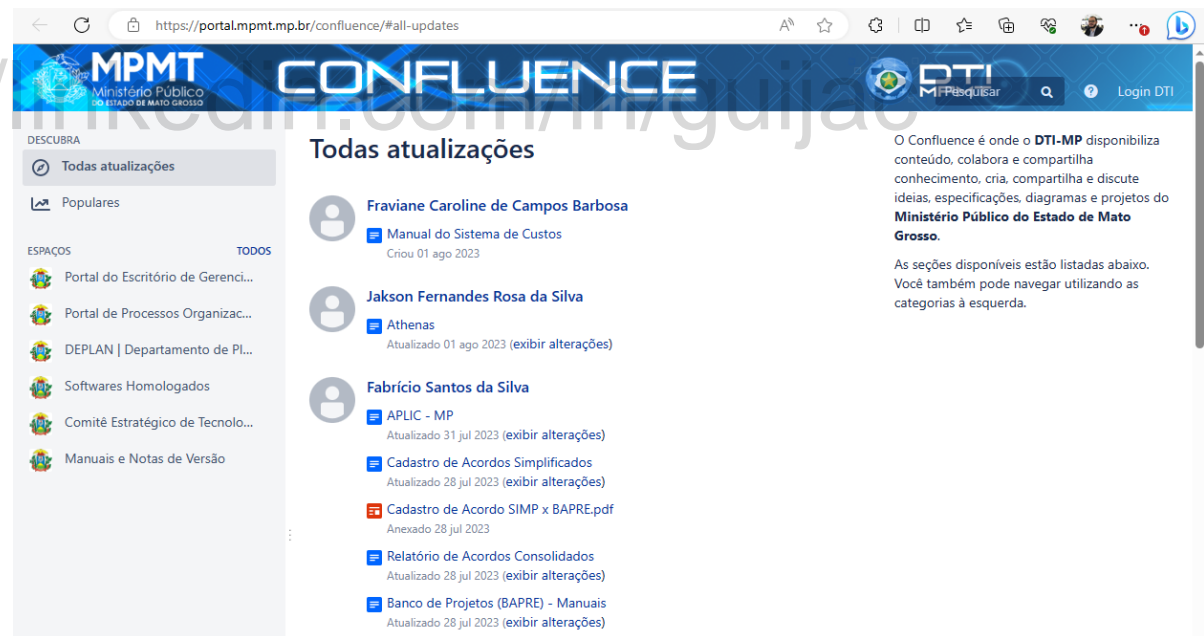 https://portal.mpmt.mp.br/confluence/#all-updates
MPMT
Ministério Público
DO ESTADO DE MATO GROSSO
CONFLUENCE
DTI
Pesquisar
Login DTI
/linkedin.com/in/guijac
DESCUBRA
Todas atualizações
Populares
ESPAÇOS TODOS
Portal do Escritório de Gerenci...
Portal de Processos Organizac...
DEPLAN | Departamento de Pl...
Softwares Homologados
Comitê Estratégico de Tecnolo...
Manuais e Notas de Versão
Todas atualizações
Fraviane Caroline de Campos Barbosa
Manual do Sistema de Custos
Criou 01 ago 2023
Jakson Fernandes Rosa da Silva
Athenas
Atualizado 01 ago 2023 (exibir alterações)
Fabrício Santos da Silva
APLIC - MP
Atualizado 31 jul 2023 (exibir alterações)
Cadastro de Acordos Simplificados
Atualizado 28 jul 2023 (exibir alterações)
Cadastro de Acordo SIMP x BAPRE.pdf
Anexado 28 jul 2023
Relatório de Acordos Consolidados
Atualizado 28 jul 2023 (exibir alterações)
Banco de Projetos (BAPRE) - Manuais
Atualizado 28 jul 2023 (exibir alterações)
O Confluence é onde o DTI-MP disponibiliza
conteúdo, colabora e compartilha
conhecimento, cria, compartilha e discute
ideias, especificações, diagramas e projetos do
Ministério Público do Estado de Mato
Grosso.
As seções disponíveis estão listadas abaixo.
Você também pode navegar utilizando as
categorias à esquerda.